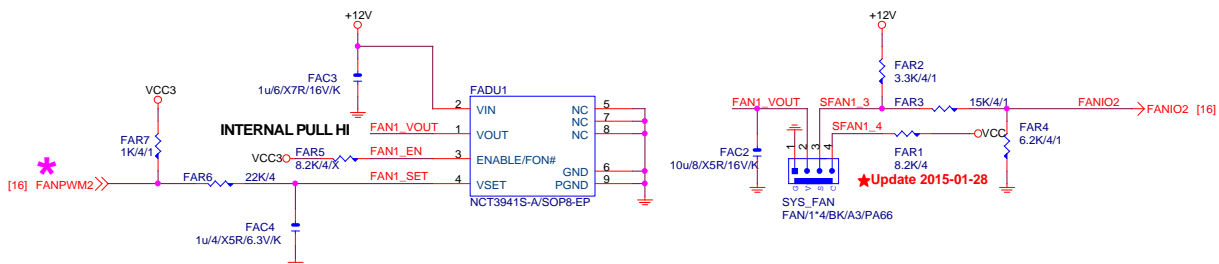 +12V
FAC3
1u/6/X7R/16V/K
VCC3
FAR7
1K/4/1
INTERNAL PULL HI
FAN1_VOUT
VCC3
FAR5
8.2K/4/X
FAN1_EN
*
[16] FANPWM2
FAR6
22K/4
FAN1_SET
FAC4
1u/4/X5R/6.3V/K
FADU1
2 VIN
1 VOUT
3 ENABLE/FON#
4 VSET
NC 5
NC 7
NC 8
GND 6
PGND 9
NCT3941S-A/SOP8-EP
+12V
FAR2
3.3K/4/1
FAN1_VOUT
SFAN1_3
FAR3
15K/4/1
FANIO2
FANIO2 [16]
SFAN1_4
VCC
FAR4
6.2K/4/1
FAR1
8.2K/4
FAC2
10u/8/X5R/16V/K
1 2 3 4
G V S C
★Update 2015-01-28
SYS_FAN
FAN/1*4/BK/A3/PA66